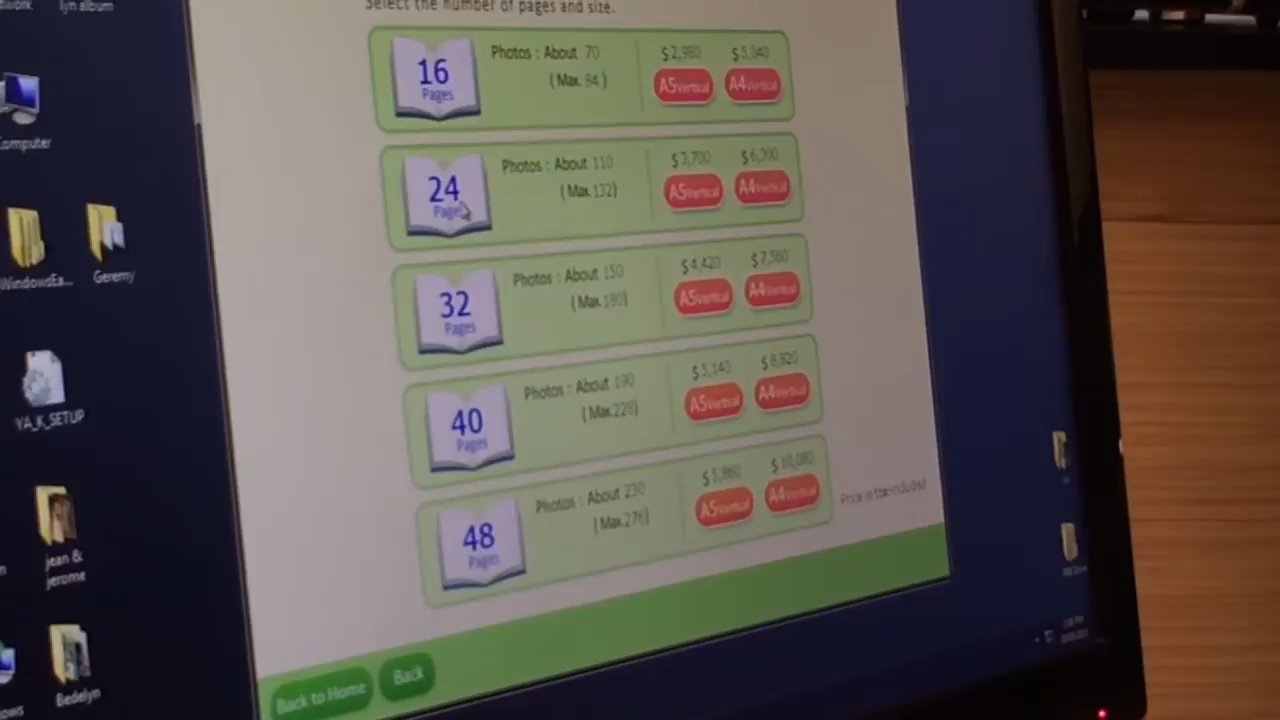 lyn album
Select the number of pages and size.
16
Pages
Photos : About 70
(Max. 84)
$2,980
$5,040
A5Vertical
A4Vertical
Computer
24
Pages
Photos : About 110
(Max.132)
$3,700
A5Vertical
A4Vertical
WindowsEa...
Geremy
32
Pages
Photos : About 150
(Max.180)
$4,420
$7,560
A5Vertical
A4Vertical
YA_K_SETUP
40
Pages
Photos : About 190
(Max.228)
$5,140
$8,820
A5Vertical
A4Vertical
48
Pages
Photos : About 230
(Max.276)
$5,860
$10,080
A5Vertical
A4Vertical
Price is tax-included
jean &
jerome
Bedelyn
Back to Home
Back